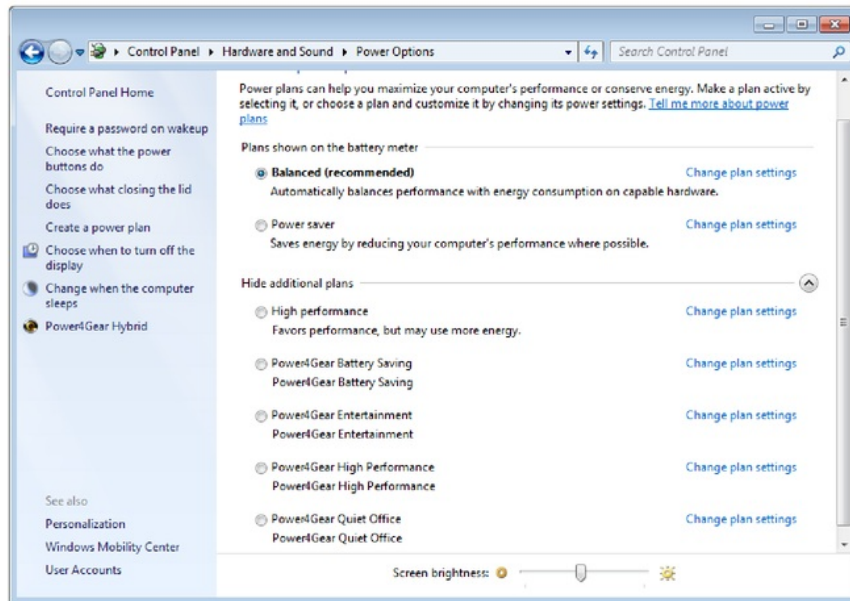 Control Panel
Hardware and Sound
Power Options
Search Control Panel
Control Panel Home
Require a password on wakeup
Choose what the power
buttons do
Choose what closing the lid
does
Create a power plan
Choose when to turn off the
display
Change when the computer
sleeps
Power4Gear Hybrid
See also
Personalization
Windows Mobility Center
User Accounts
Power plans can help you maximize your computer's performance or conserve energy. Make a plan active by
selecting it, or choose a plan and customize it by changing its power settings. Tell me more about power
plans
Plans shown on the battery meter
Balanced (recommended) Change plan settings
Automatically balances performance with energy consumption on capable hardware.
Power saver Change plan settings
Saves energy by reducing your computer's performance where possible.
Hide additional plans
High performance Change plan settings
Favors performance, but may use more energy.
Power4Gear Battery Saving Change plan settings
Power4Gear Battery Saving
Power4Gear Entertainment Change plan settings
Power4Gear Entertainment
Power4Gear High Performance Change plan settings
Power4Gear High Performance
Power4Gear Quiet Office Change plan settings
Power4Gear Quiet Office
Screen brightness: